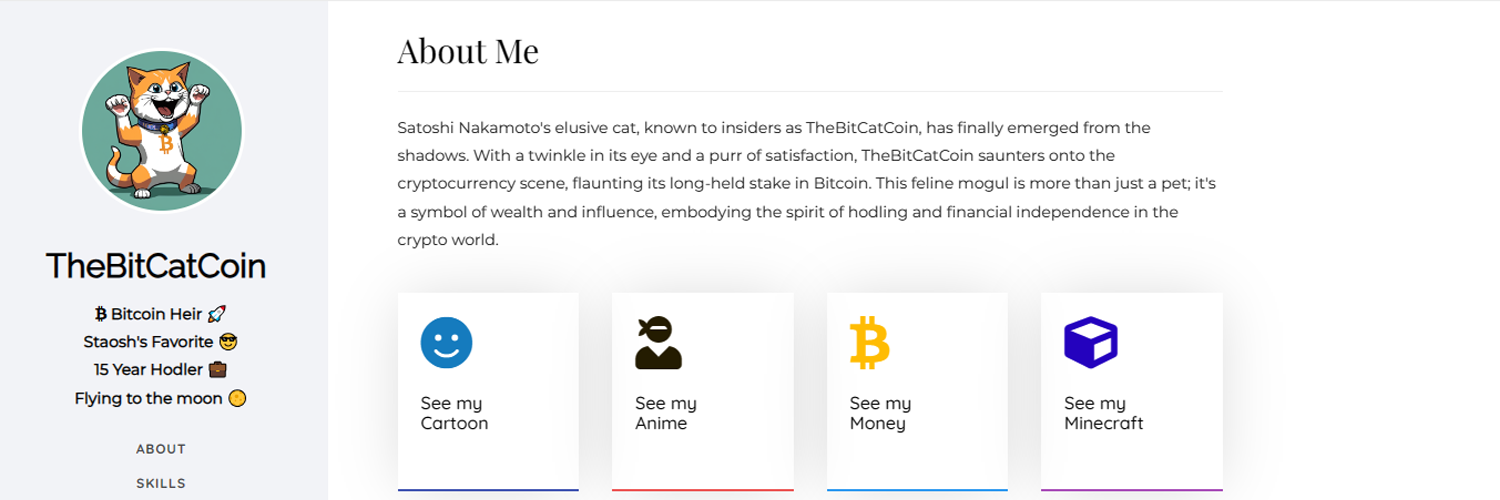 TheBitCatCoin
₿ Bitcoin Heir 🚀
Staosh's Favorite 😎
15 Year Hodler 💼
Flying to the moon 🌕
ABOUT
SKILLS
About Me
Satoshi Nakamoto's elusive cat, known to insiders as TheBitCatCoin, has finally emerged from the
shadows. With a twinkle in its eye and a purr of satisfaction, TheBitCatCoin saunters onto the
cryptocurrency scene, flaunting its long-held stake in Bitcoin. This feline mogul is more than just a pet; it's
a symbol of wealth and influence, embodying the spirit of hodling and financial independence in the
crypto world.
See my
Cartoon
See my
Anime
See my
Money
See my
Minecraft